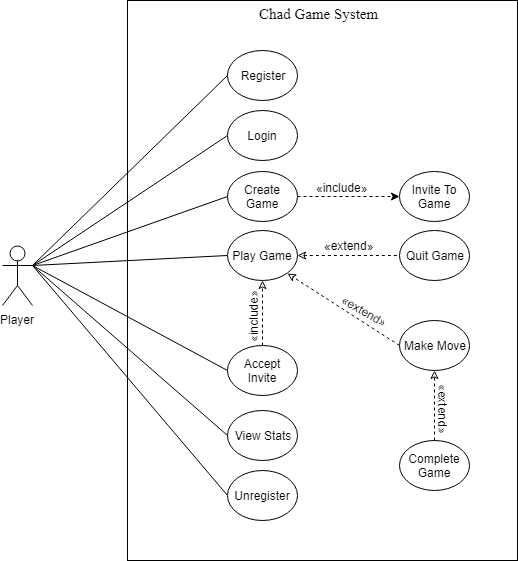 Chad Game System
Register
Login
Create
Game
«include»
Invite To
Game
Play Game
«extend»
Quit Game
Player
«include»
«extend»
Make Move
Accept
Invite
«extend»
View Stats
Complete
Game
Unregister